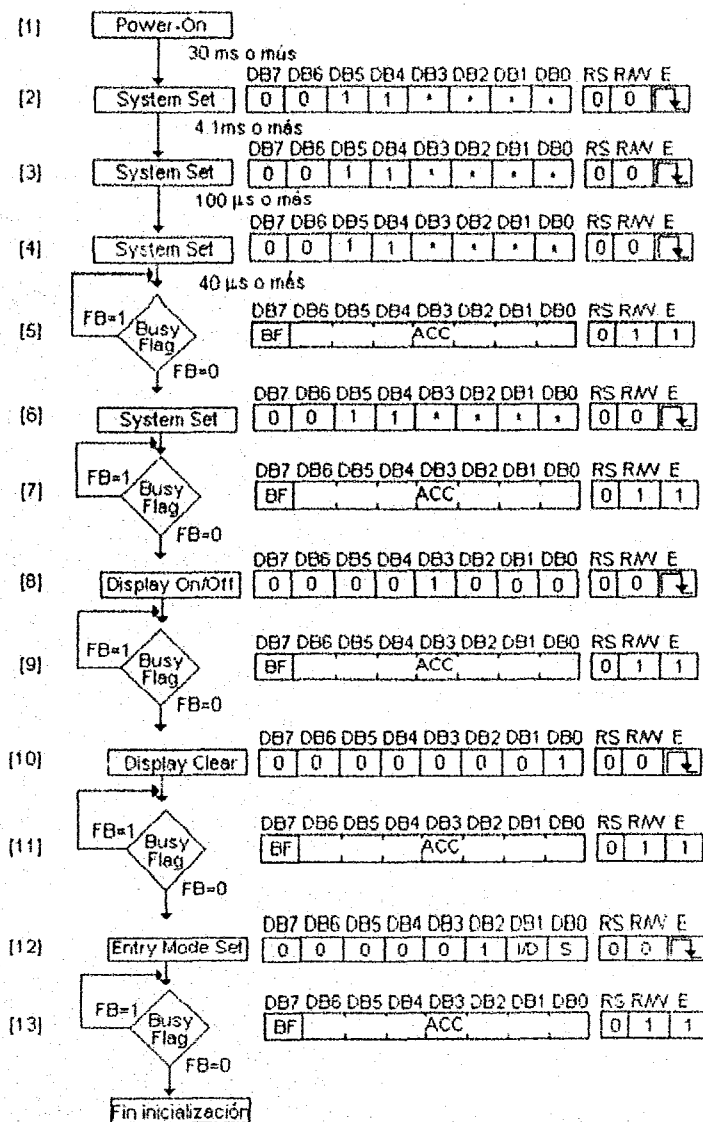 [1] Power-On
30 ms o mús
DB7 DB6 DB5 DB4 DB3 DB2 DB1 DB0 RS R/W E
[2] System Set 0 0 1 1 * * * * 0 0
4.1ms o más
DB7 DB6 DB5 DB4 DB3 DB2 DB1 DB0 RS R/W E
[3] System Set 0 0 1 1 * * * * 0 0
100 µs o más
DB7 DB6 DB5 DB4 DB3 DB2 DB1 DB0 RS R/W E
[4] System Set 0 0 1 1 * * * * 0 0
40 µs o más
DB7 DB6 DB5 DB4 DB3 DB2 DB1 DB0 RS R/W E
[5] FB=1 Busy Flag BF ACC 0 1 1
FB=0
DB7 DB6 DB5 DB4 DB3 DB2 DB1 DB0 RS R/W E
[6] System Set 0 0 1 1 * * * * 0 0
DB7 DB6 DB5 DB4 DB3 DB2 DB1 DB0 RS R/W E
[7] FB=1 Busy Flag BF ACC 0 1 1
FB=0
DB7 DB6 DB5 DB4 DB3 DB2 DB1 DB0 RS R/W E
[8] Display On/Off 0 0 0 0 1 0 0 0 0 0
DB7 DB6 DB5 DB4 DB3 DB2 DB1 DB0 RS R/W E
[9] FB=1 Busy Flag BF ACC 0 1 1
FB=0
DB7 DB6 DB5 DB4 DB3 DB2 DB1 DB0 RS R/W E
[10] Display Clear 0 0 0 0 0 0 0 1 0 0
DB7 DB6 DB5 DB4 DB3 DB2 DB1 DB0 RS R/W E
[11] FB=1 Busy Flag BF ACC 0 1 1
FB=0
DB7 DB6 DB5 DB4 DB3 DB2 DB1 DB0 RS R/W E
[12] Entry Mode Set 0 0 0 0 0 1 I/D S 0 0
DB7 DB6 DB5 DB4 DB3 DB2 DB1 DB0 RS R/W E
[13] FB=1 Busy Flag BF ACC 0 1 1
FB=0
Fin inicialización